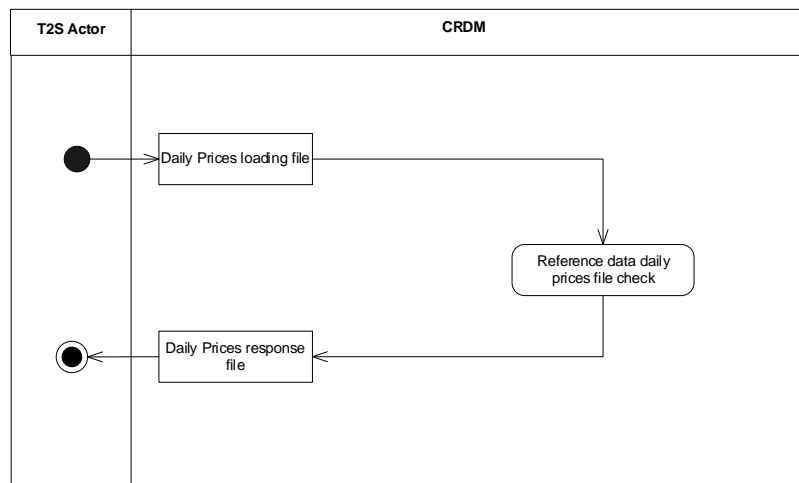 T2S Actor
CRDM
Daily Prices loading file
Reference data daily
prices file check
Daily Prices response
file